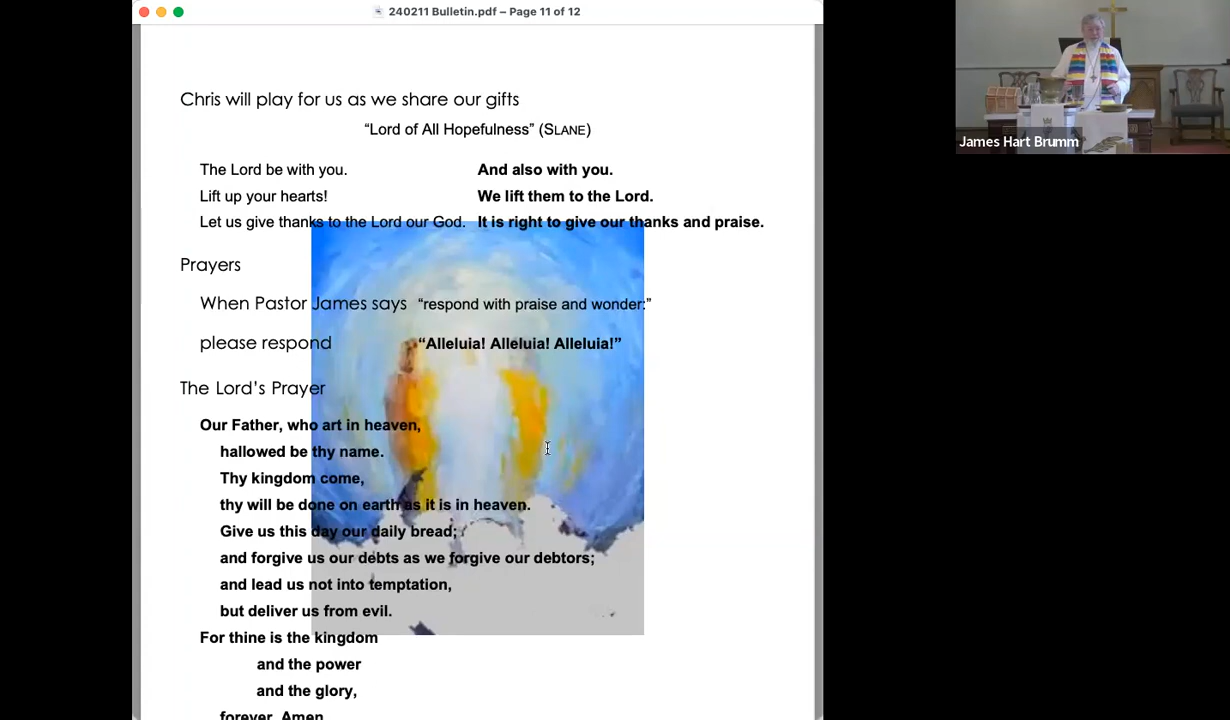 240211 Bulletin.pdf – Page 11 of 12
James Hart Brumm
Chris will play for us as we share our gifts
“Lord of All Hopefulness” (SLANE)
The Lord be with you. And also with you.
Lift up your hearts! We lift them to the Lord.
Let us give thanks to the Lord our God. It is right to give our thanks and praise.
Prayers
When Pastor James says “respond with praise and wonder:”
please respond “Alleluia! Alleluia! Alleluia!”
The Lord’s Prayer
Our Father, who art in heaven,
hallowed be thy name.
Thy kingdom come,
thy will be done on earth as it is in heaven.
Give us this day our daily bread;
and forgive us our debts as we forgive our debtors;
and lead us not into temptation,
but deliver us from evil.
For thine is the kingdom
and the power
and the glory,
forever. Amen